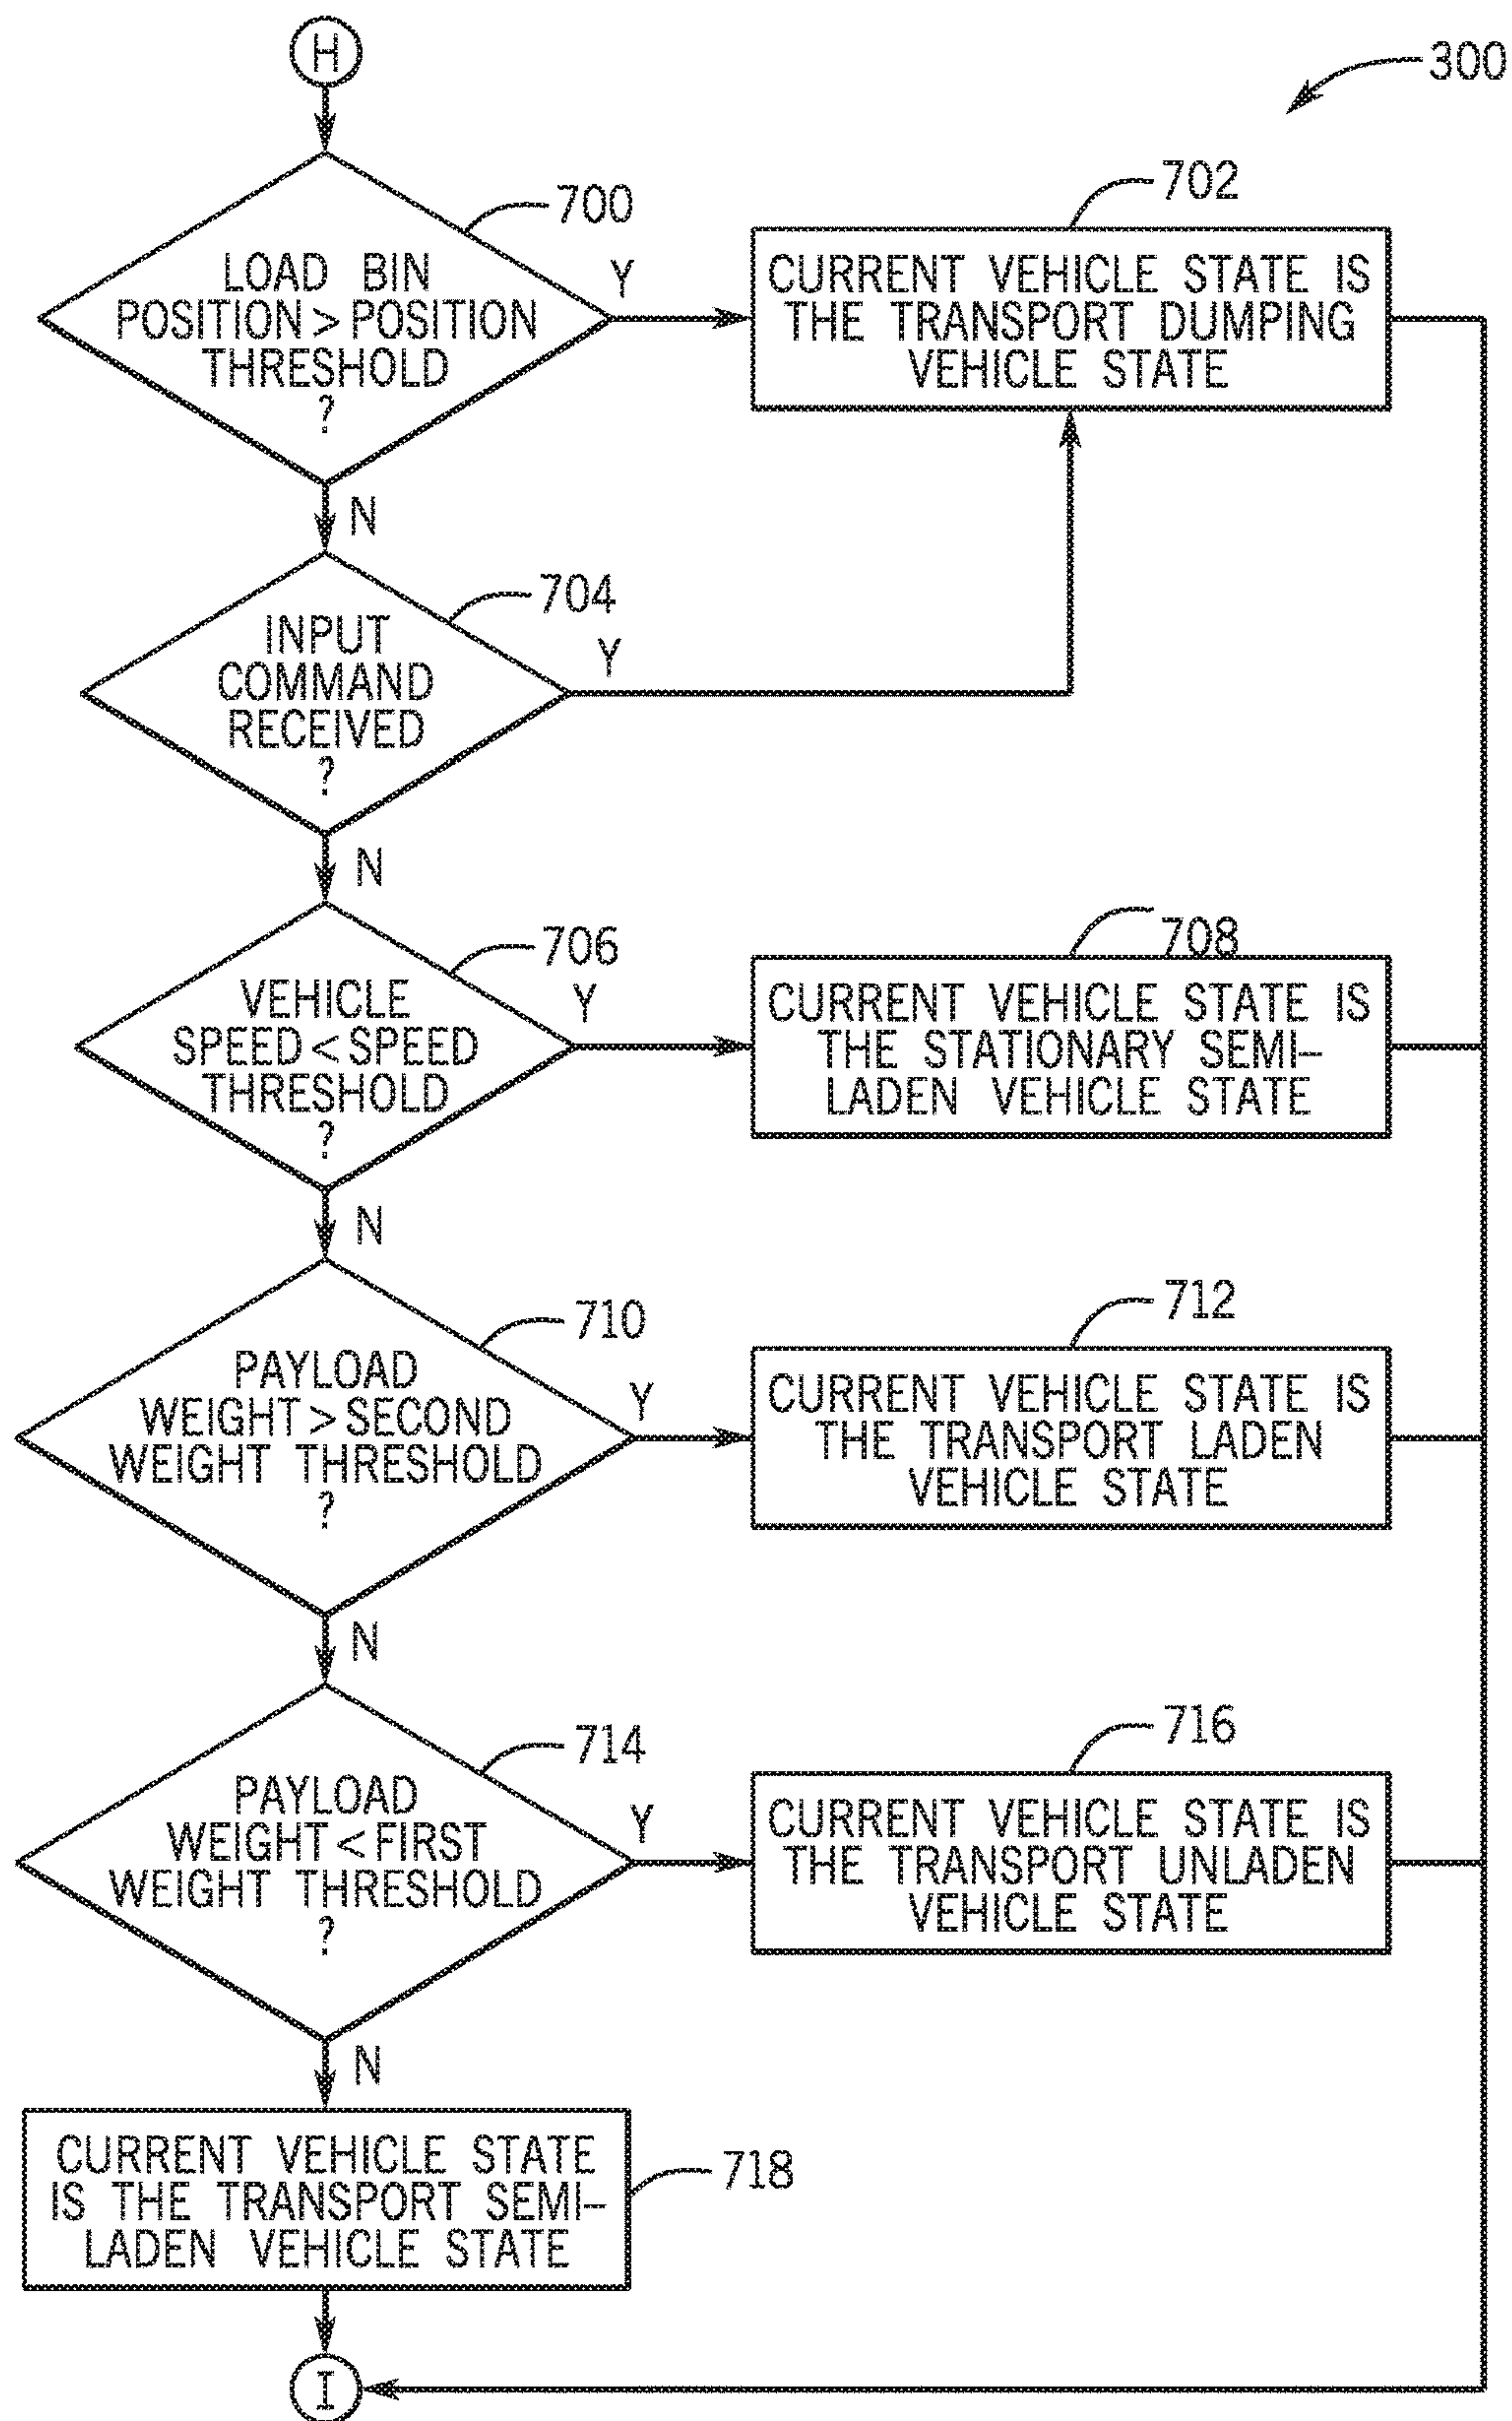 H
300
700
702
LOAD BIN
POSITION > POSITION
THRESHOLD
?
Y
CURRENT VEHICLE STATE IS
THE TRANSPORT DUMPING
VEHICLE STATE
N
704
INPUT
COMMAND
RECEIVED
?
Y
N
706
708
VEHICLE
SPEED < SPEED
THRESHOLD
?
Y
CURRENT VEHICLE STATE IS
THE STATIONARY SEMI–
LADEN VEHICLE STATE
N
710
712
PAYLOAD
WEIGHT > SECOND
WEIGHT THRESHOLD
?
Y
CURRENT VEHICLE STATE IS
THE TRANSPORT LADEN
VEHICLE STATE
N
714
716
PAYLOAD
WEIGHT < FIRST
WEIGHT THRESHOLD
?
Y
CURRENT VEHICLE STATE IS
THE TRANSPORT UNLADEN
VEHICLE STATE
N
CURRENT VEHICLE STATE
IS THE TRANSPORT SEMI–
LADEN VEHICLE STATE
718
I